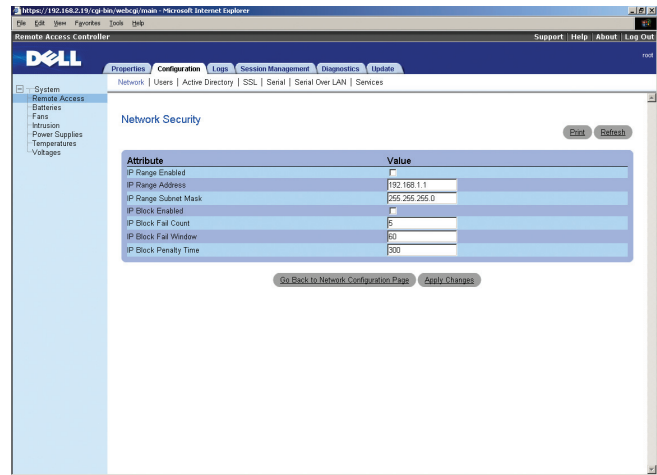 https://192.168.2.19/cgi-bin/webcgi/main - Microsoft Internet Explorer
File Edit View Favorites Tools Help
Remote Access Controller Support | Help | About | Log Out
DELL root
Properties Configuration Logs Session Management Diagnostics Update
Network | Users | Active Directory | SSL | Serial | Serial Over LAN | Services
System
Remote Access
Batteries
Fans
Intrusion
Power Supplies
Temperatures
Voltages
Network Security
Print Refresh
Attribute Value
IP Range Enabled
IP Range Address 192.168.1.1
IP Range Subnet Mask 255.255.255.0
IP Block Enabled
IP Block Fail Count 5
IP Block Fail Window 60
IP Block Penalty Time 300
Go Back to Network Configuration Page Apply Changes